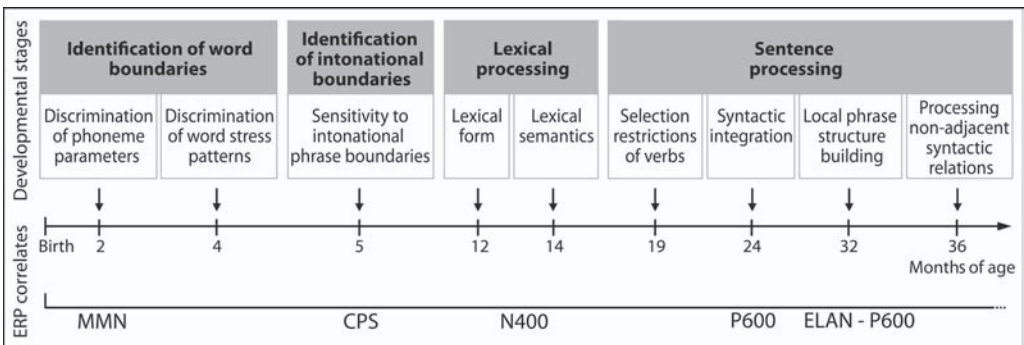 Developmental stages
Identification of word
boundaries
Identification
of intonational
boundaries
Lexical
processing
Sentence
processing
Discrimination
of phoneme
parameters
Discrimination
of word stress
patterns
Sensitivity to
intonational
phrase boundaries
Lexical
form
Lexical
semantics
Selection
restrictions
of verbs
Syntactic
integration
Local phrase
structure
building
Processing
non-adjacent
syntactic
relations
Birth 2 4 5 12 14 19 24 32 36
Months of age
ERP correlates
MMN CPS N400 P600 ELAN - P600